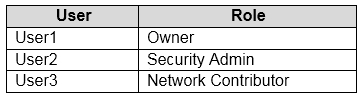 User Role
User1 Owner
User2 Security Admin
User3 Network Contributor